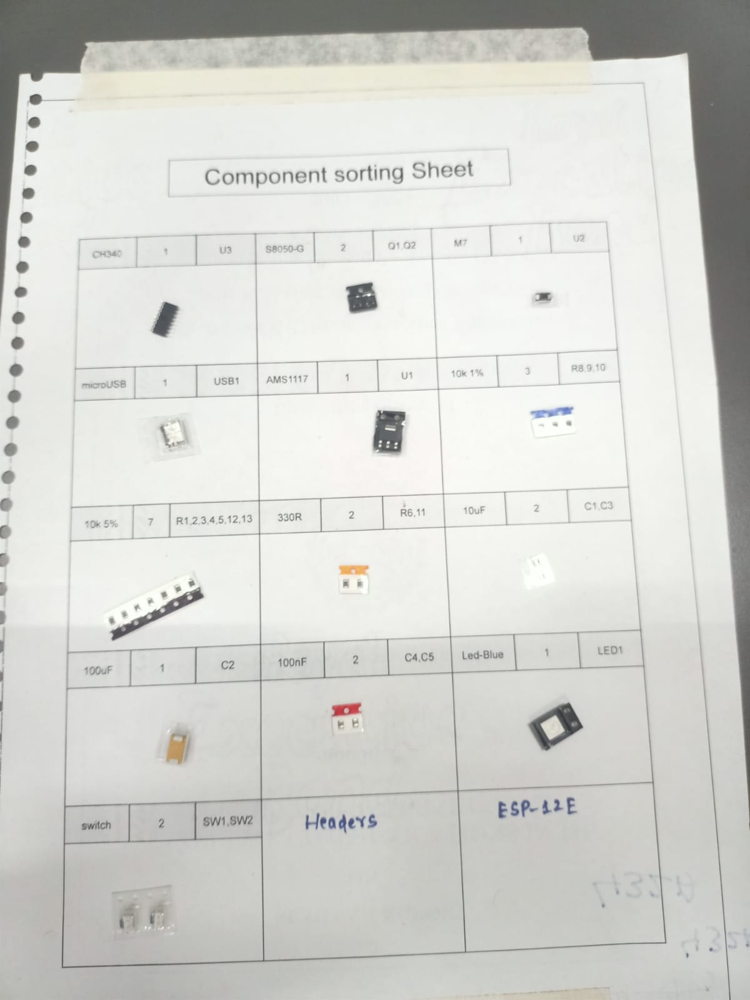 Component sorting Sheet
CH340 1 U3 S8050-G 2 Q1,Q2 M7 1 U2
microUSB 1 USB1 AMS1117 1 U1 10k 1% 3 R8,9,10
10k 5% 7 R1,2,3,4,5,12,13 330R 2 R6,11 10uF 2 C1,C3
100uF 1 C2 100nF 2 C4,C5 Led-Blue 1 LED1
switch 2 SW1,SW2 Headers ESP-12E